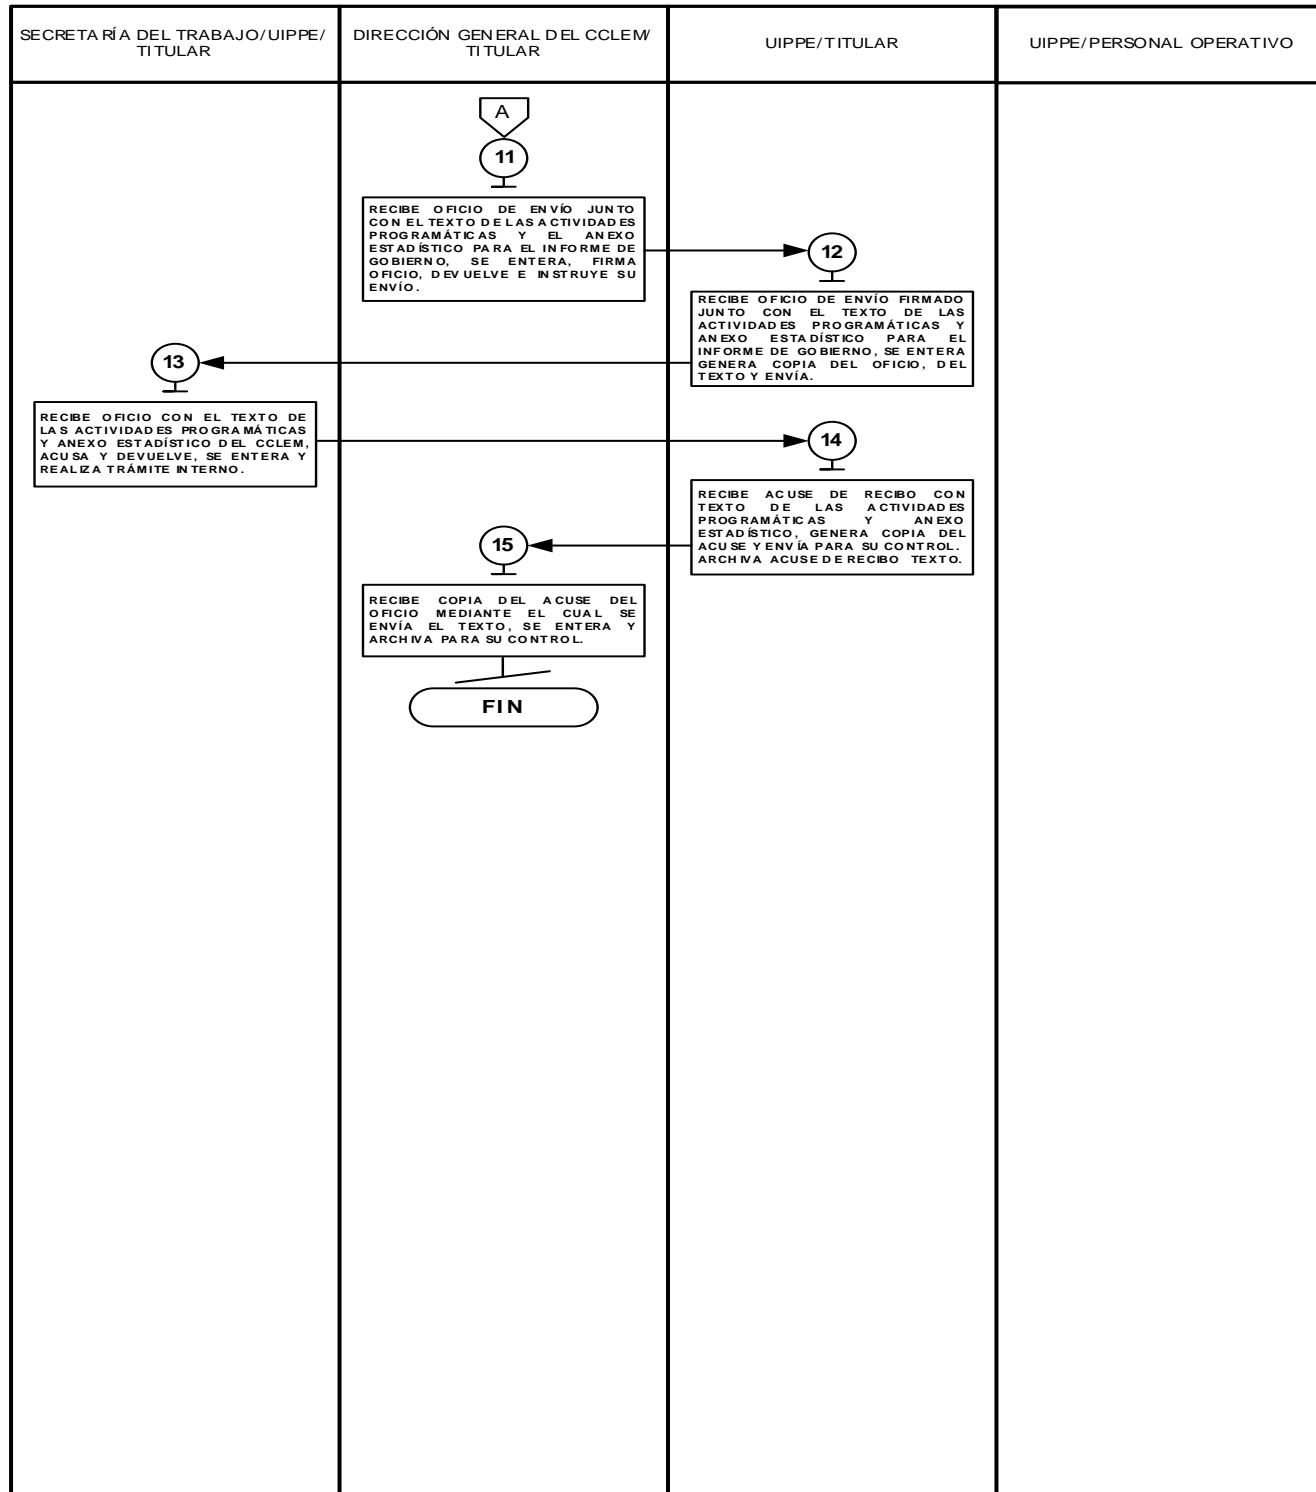 SECRETARÍA DEL TRABAJO/UIPPE/
TITULAR
DIRECCIÓN GENERAL DEL CCLEM/
TITULAR
UIPPE/TITULAR
UIPPE/PERSONAL OPERATIVO
A
11
RECIBE OFICIO DE ENVÍO JUNTO
CON EL TEXTO DE LAS ACTIVIDADES
PROGRAMÁTICAS Y EL ANEXO
ESTADÍSTICO PARA EL INFORME DE
GOBIERNO, SE ENTERA, FIRMA
OFICIO, DEVUELVE E INSTRUYE SU
ENVÍO.
12
RECIBE OFICIO DE ENVÍO FIRMADO
JUNTO CON EL TEXTO DE LAS
ACTIVIDADES PROGRAMÁTICAS Y
ANEXO ESTADÍSTICO PARA EL
INFORME DE GOBIERNO, SE ENTERA
GENERA COPIA DEL OFICIO, DEL
TEXTO Y ENVÍA.
13
RECIBE OFICIO CON EL TEXTO DE
LAS ACTIVIDADES PROGRAMÁTICAS
Y ANEXO ESTADÍSTICO DEL CCLEM,
ACUSA Y DEVUELVE, SE ENTERA Y
REALIZA TRÁMITE INTERNO.
14
RECIBE ACUSE DE RECIBO CON
TEXTO DE LAS ACTIVIDADES
PROGRAMÁTICAS Y ANEXO
ESTADÍSTICO, GENERA COPIA DEL
ACUSE Y ENVÍA PARA SU CONTROL.
ARCHIVA ACUSE DE RECIBO TEXTO.
15
RECIBE COPIA DEL ACUSE DEL
OFICIO MEDIANTE EL CUAL SE
ENVÍA EL TEXTO, SE ENTERA Y
ARCHIVA PARA SU CONTROL.
FIN